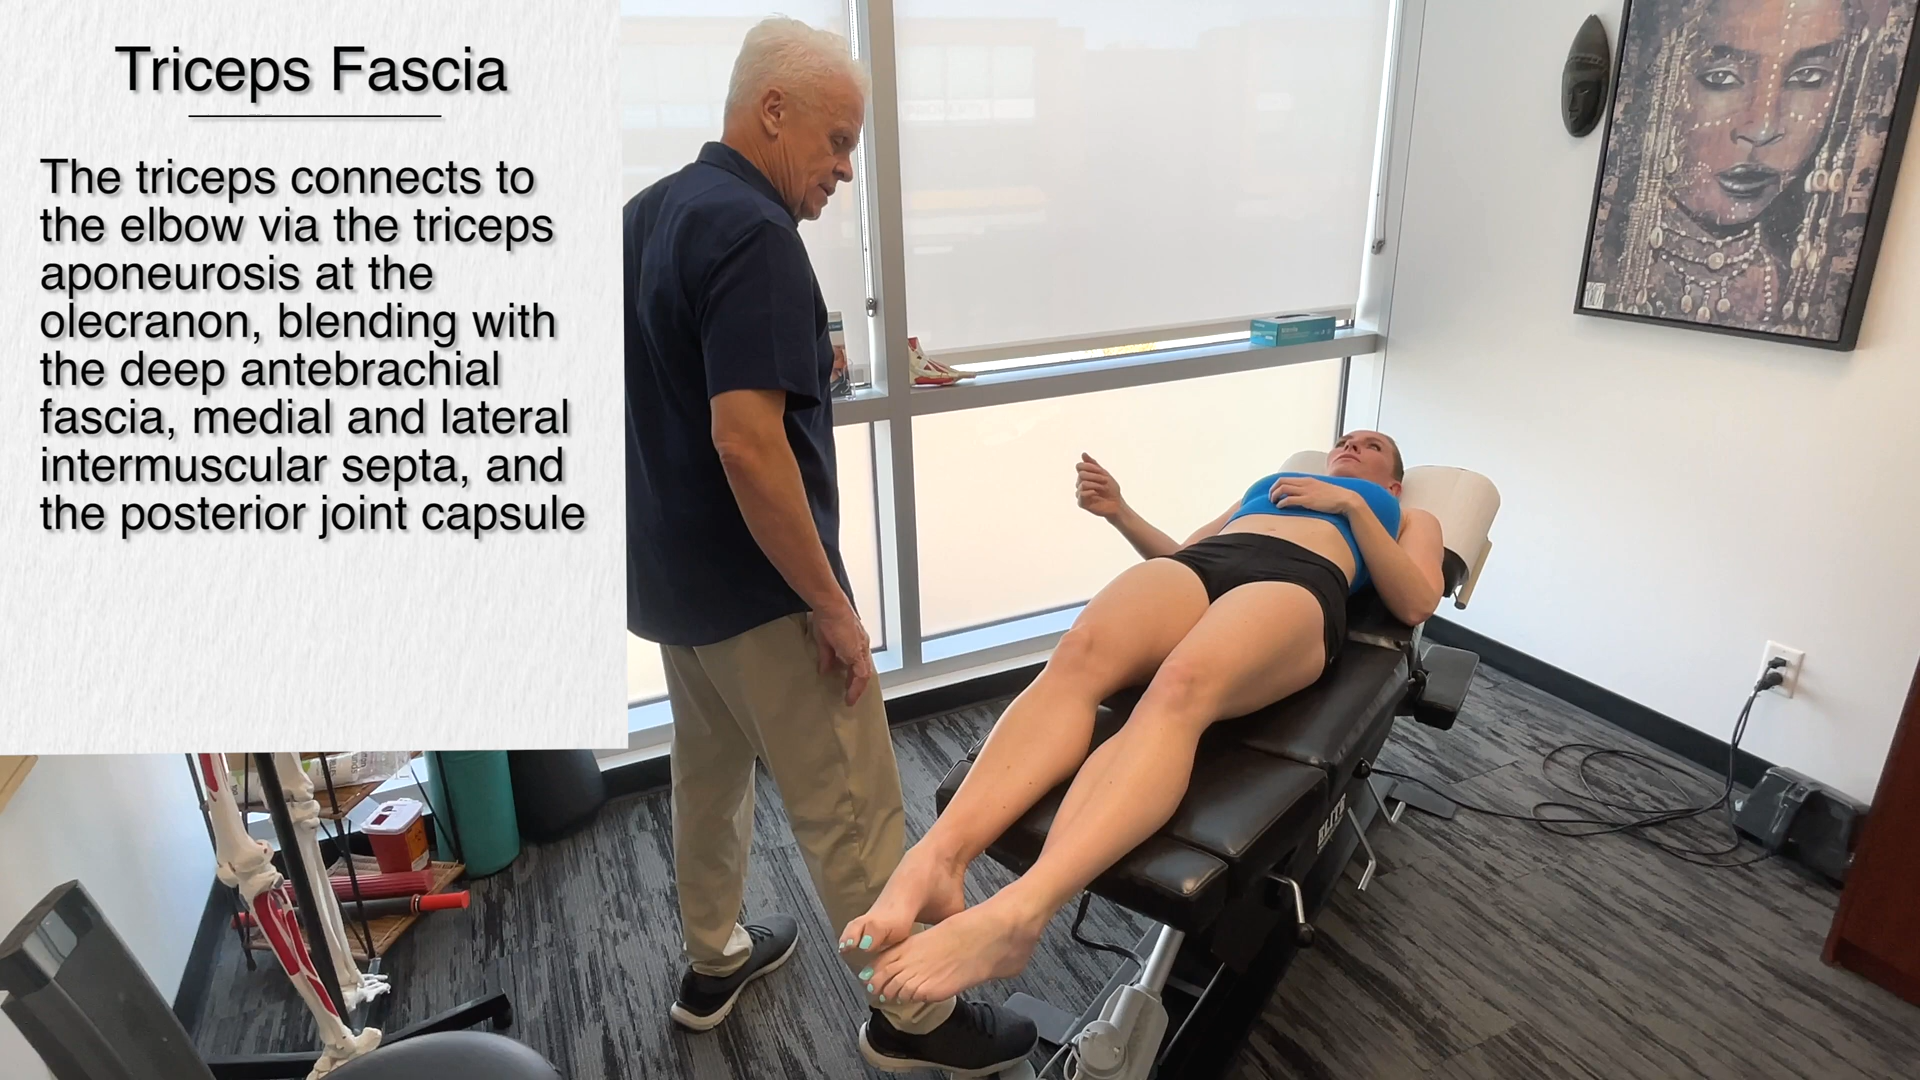 Triceps Fascia
The triceps connects to
the elbow via the triceps
aponeurosis at the
olecranon, blending with
the deep antebrachial
fascia, medial and lateral
intermuscular septa, and
the posterior joint capsule
ELITE